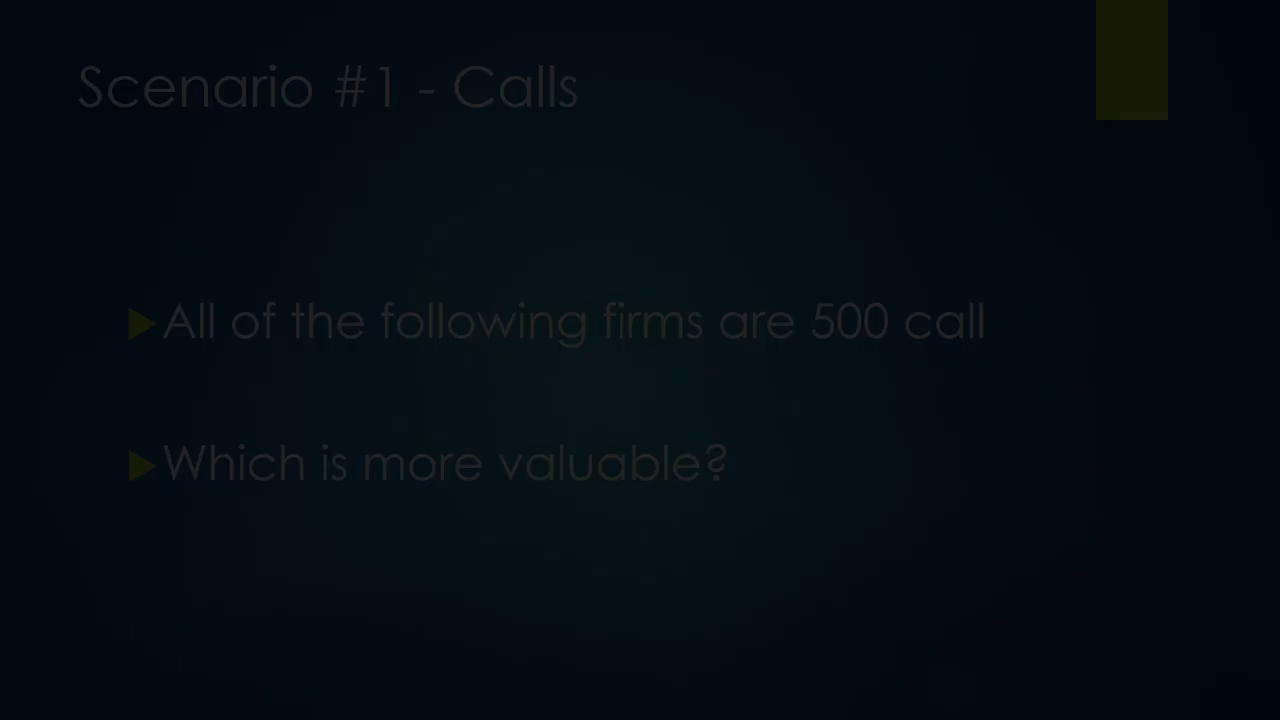 Scenario #1 - Calls
All of the following firms are 500 call
Which is more valuable?